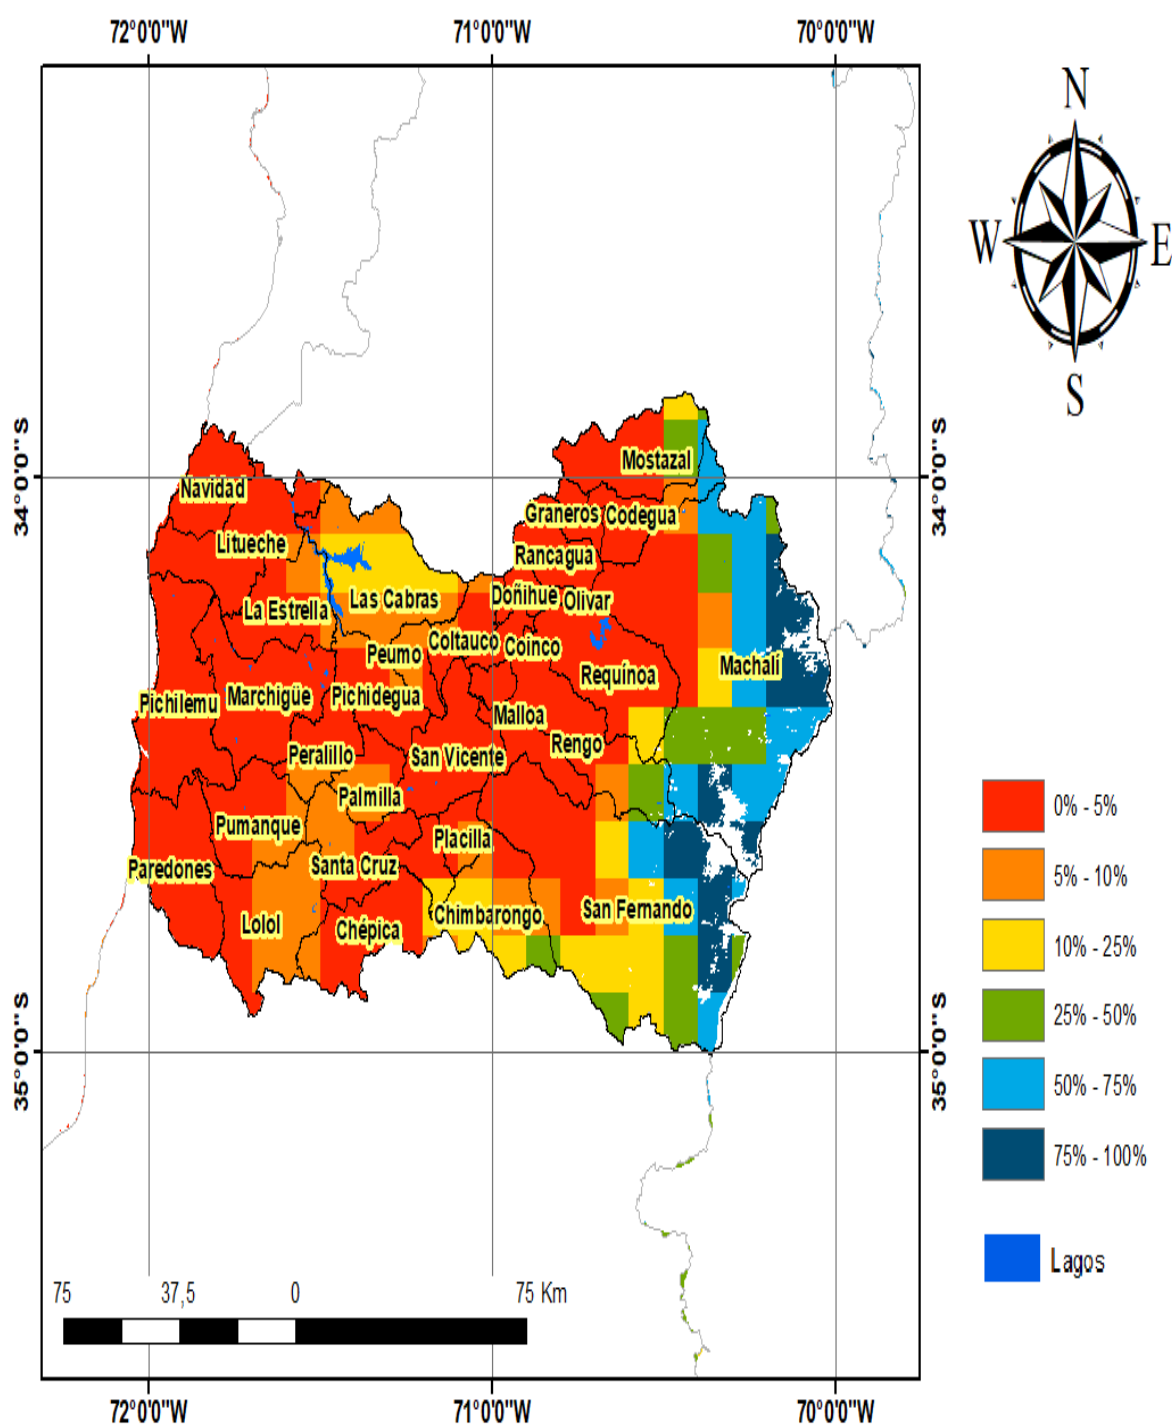 72°0'0"W 71°0'0"W 70°0'0"W
N
W E
S
34°0'0"S
34°0'0"S
Mostazal
Navidad
Graneros Codegua
Litueche
Rancagua
La Estrella Las Cabras Doñihue Olivar
Coltauco Coinco
Peumo
Machalí
Requínoa
Pichilemu Marchigüe Pichidegua
Malloa
Rengo
Peralillo San Vicente
Palmilla
Pumanque
Placilla
Paredones Santa Cruz
Lolol Chépica Chimbarongo San Fernando
0% - 5%
5% - 10%
10% - 25%
25% - 50%
50% - 75%
75% - 100%
Lagos
35°0'0"S
35°0'0"S
75 37,5 0 75 Km
72°0'0"W 71°0'0"W 70°0'0"W